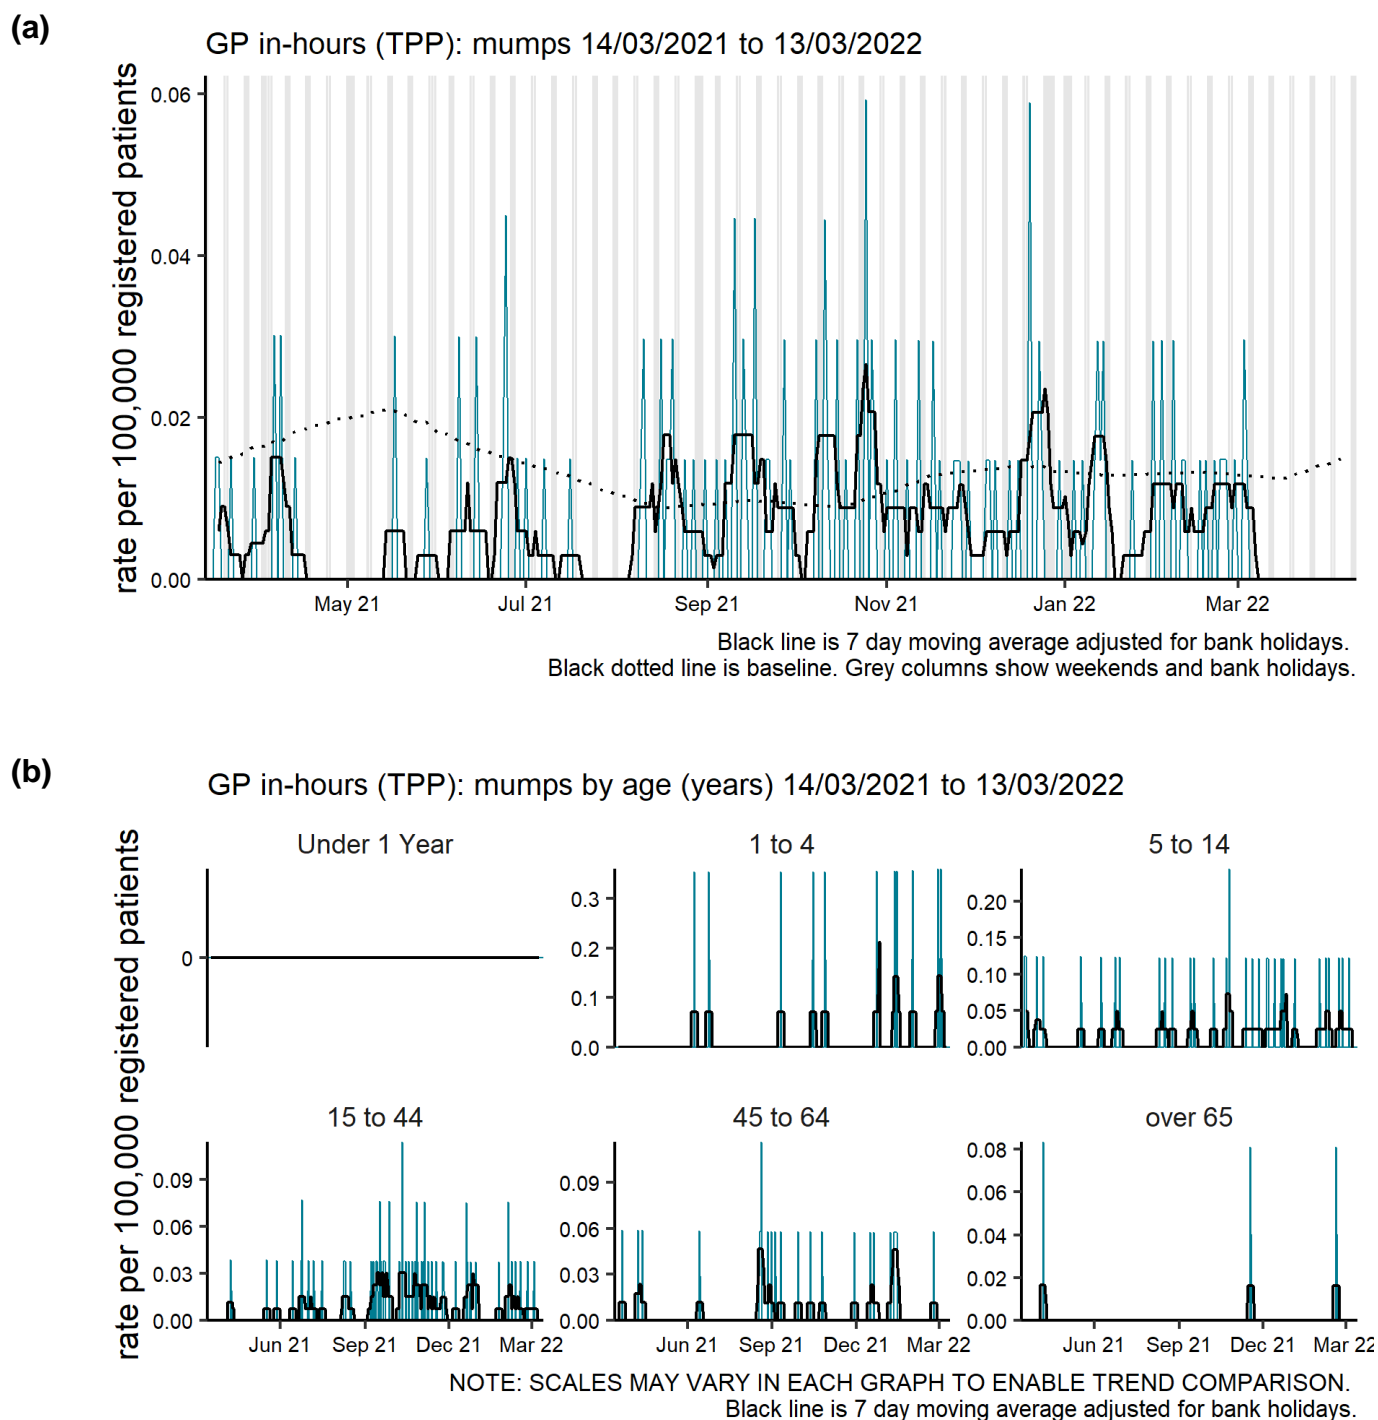 (a)
GP in-hours (TPP): mumps 14/03/2021 to 13/03/2022
rate per 100,000 registered patients
0.06
0.04
0.02
0.00
May 21 Jul 21 Sep 21 Nov 21 Jan 22 Mar 22
Black line is 7 day moving average adjusted for bank holidays.
Black dotted line is baseline. Grey columns show weekends and bank holidays.
(b)
GP in-hours (TPP): mumps by age (years) 14/03/2021 to 13/03/2022
rate per 100,000 registered patients
Under 1 Year
0
1 to 4
0.3
0.2
0.1
0.0
5 to 14
0.20
0.15
0.10
0.05
0.00
15 to 44
0.09
0.06
0.03
0.00
Jun 21 Sep 21 Dec 21 Mar 22
45 to 64
0.09
0.06
0.03
0.00
Jun 21 Sep 21 Dec 21 Mar 22
over 65
0.08
0.06
0.04
0.02
0.00
Jun 21 Sep 21 Dec 21 Mar 22
NOTE: SCALES MAY VARY IN EACH GRAPH TO ENABLE TREND COMPARISON.
Black line is 7 day moving average adjusted for bank holidays.